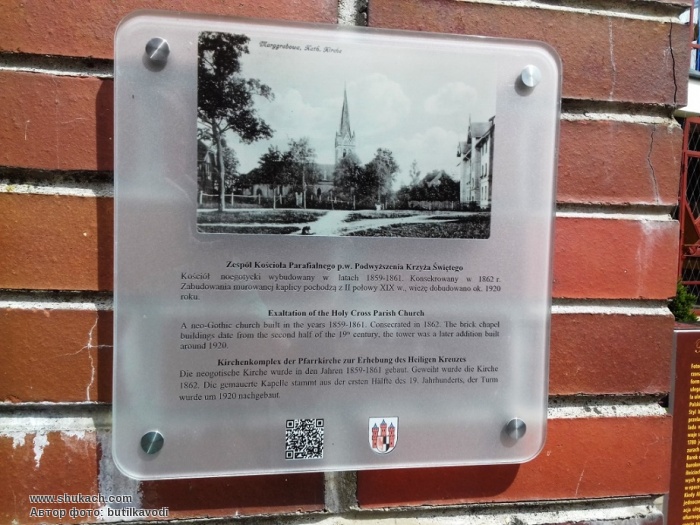 Marggrabowa, Kath. Kirche
Zespół Kościoła Parafialnego p.w. Podwyższenia Krzyża Świętego
Kościół noegotycki wybudowany w latach 1859-1861. Konsekrowany w 1862 r.
Zabudowania murowanej kaplicy pochodzą z II połowy XIX w., wieżę dobudowano ok. 1920
roku.
Exaltation of the Holy Cross Parish Church
A neo-Gothic church built in the years 1859-1861. Consecrated in 1862. The brick chapel
buildings date from the second half of the 19th century, the tower was a later addition built
around 1920.
Kirchenkomplex der Pfarrkirche zur Erhebung des Heiligen Kreuzes
Die neogotische Kirche wurde in den Jahren 1859-1861 gebaut. Geweiht wurde die Kirche
1862. Die gemauerte Kapelle stammt aus der ersten Hälfte des 19. Jahrhunderts, der Turm
wurde um 1920 nachgebaut.
www.shukach.com
Автор фото: butilkavodi